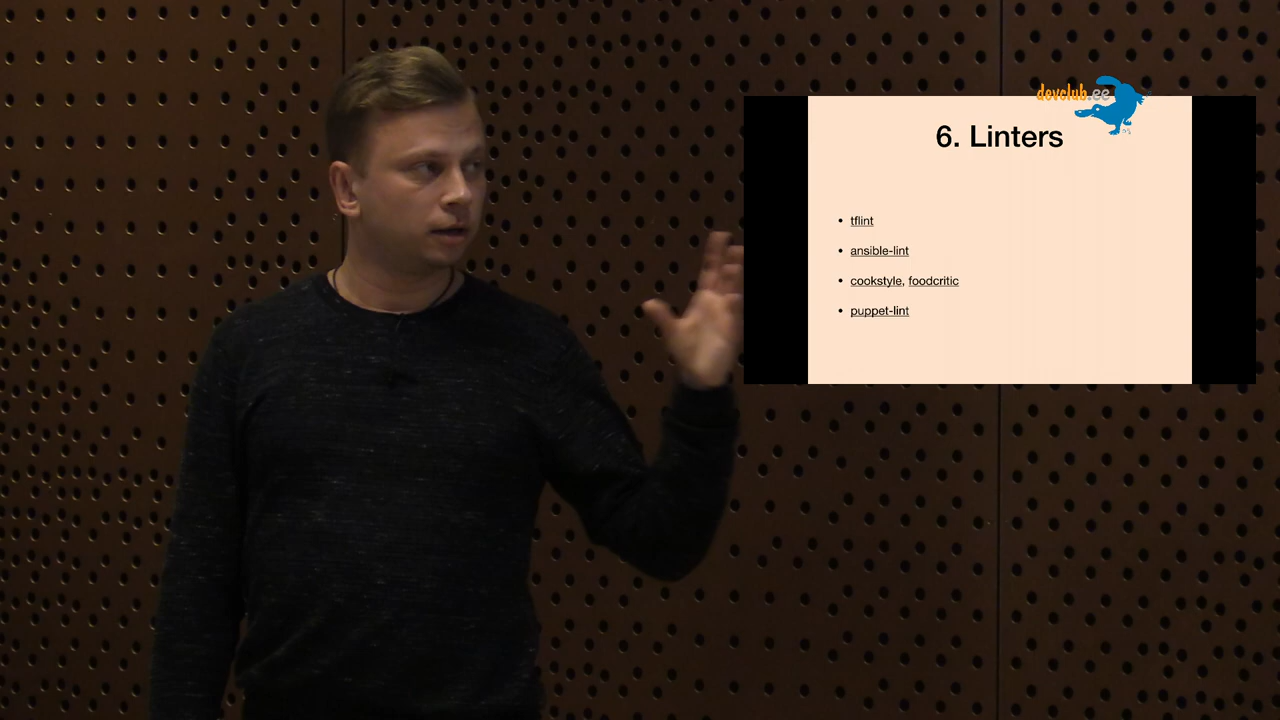 devclub.ee
6. Linters
• tflint
• ansible-lint
• cookstyle, foodcritic
• puppet-lint